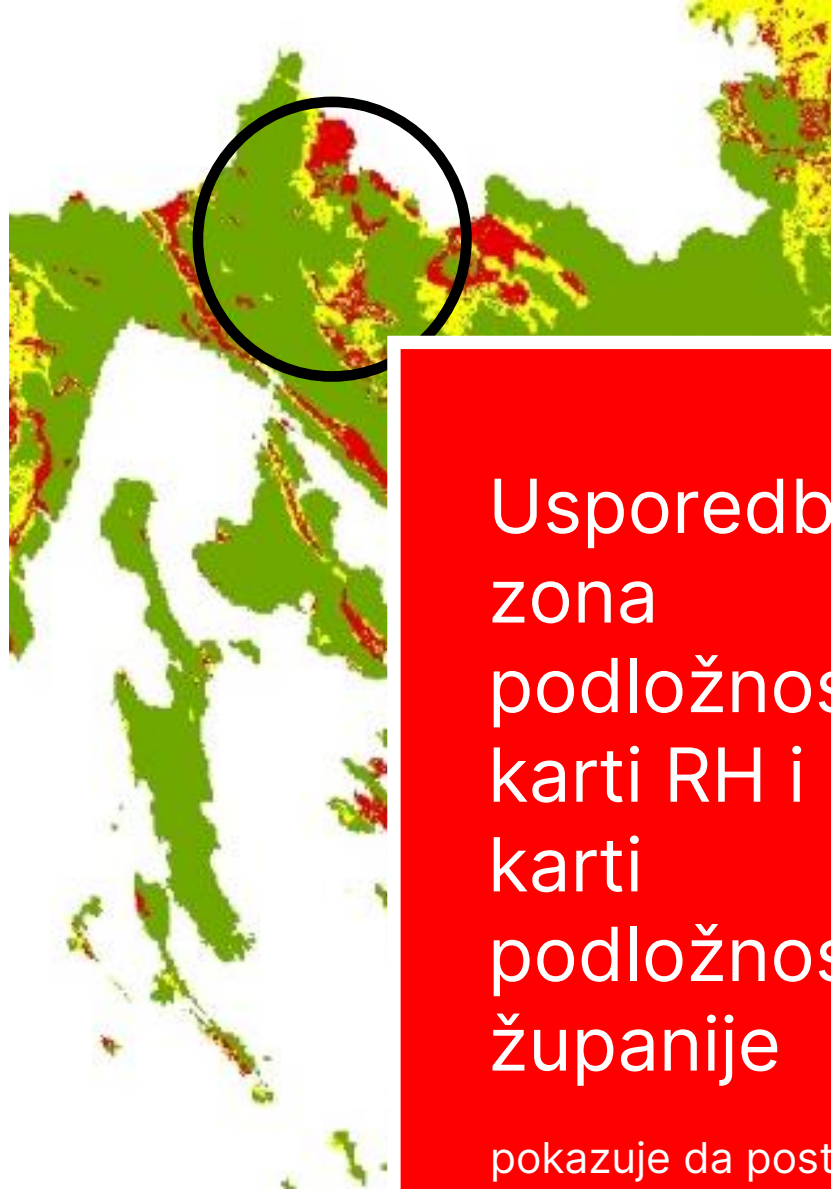 Usporedb
zona
podložnos
karti RH i
karti
podložnos
županije
pokazuje da post